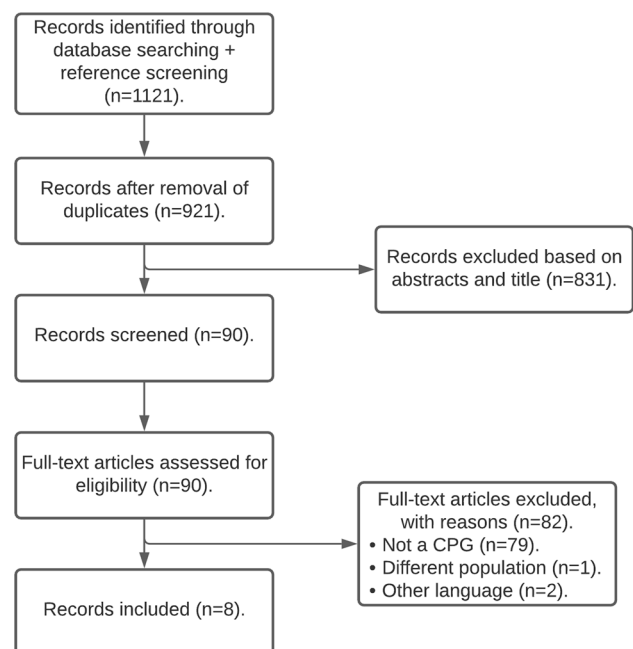 Records identified through
database searching +
reference screening
(n=1121).
Records after removal of
duplicates (n=921).
Records excluded based on
abstracts and title (n=831).
Records screened (n=90).
Full-text articles assessed for
eligibility (n=90).
Full-text articles excluded,
with reasons (n=82).
• Not a CPG (n=79).
• Different population (n=1).
• Other language (n=2).
Records included (n=8).